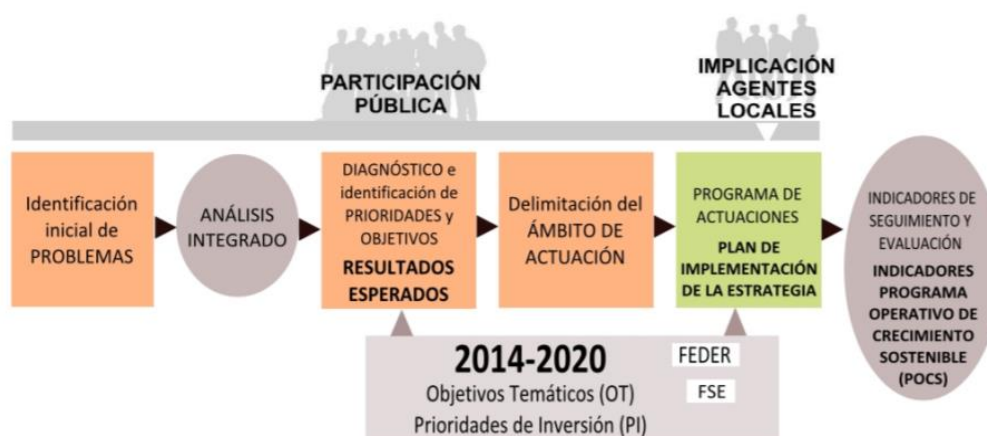 PARTICIPACIÓN
PÚBLICA
IMPLICACIÓN
AGENTES
LOCALES
Identificación
inicial de
PROBLEMAS
ANÁLISIS
INTEGRADO
DIAGNÓSTICO e
identificación de
PRIORIDADES y
OBJETIVOS
RESULTADOS
ESPERADOS
Delimitación del
ÁMBITO DE
ACTUACIÓN
PROGRAMA DE
ACTUACIONES
PLAN DE
IMPLEMENTACIÓN
DE LA ESTRATEGIA
INDICADORES DE
SEGUIMIENTO Y
EVALUACIÓN
INDICADORES
PROGRAMA
OPERATIVO DE
CRECIMIENTO
SOSTENIBLE
(POCS)
2014-2020
Objetivos Temáticos (OT)
Prioridades de Inversión (PI)
FEDER
FSE